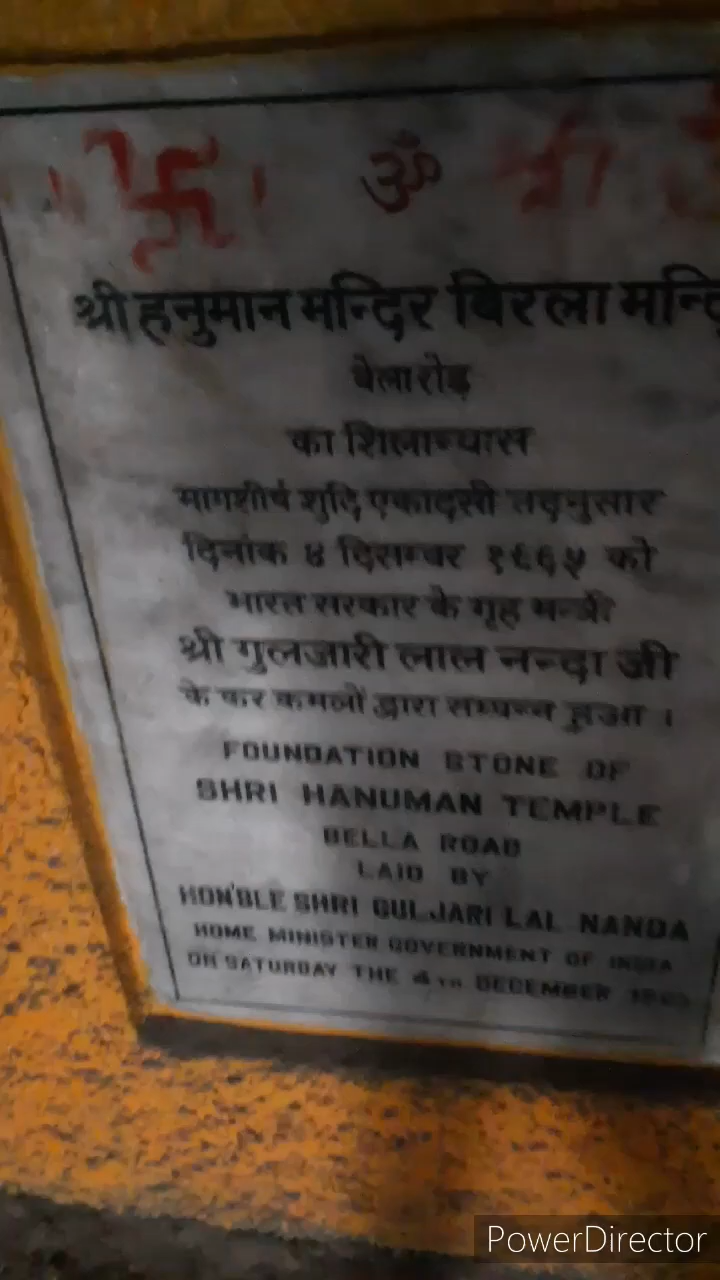 ॐ श्री
श्री हनुमान मन्दिर बिरला
बेला रोड
का शिलान्यास
मार्गशीर्ष शुदि एकादसी तदनुसार
दिनांक ४ दिसम्बर १९६५ को
भारत सरकार के गृह मन्त्री
श्री गुलजारी लाल नन्दा जी
के कर कमलों द्वारा सम्पन्न हुआ ।
FOUNDATION STONE OF
SHRI HANUMAN TEMPLE
BELLA ROAD
LAID BY
HON'BLE SHRI GULJARI LAL NANDA
HOME MINISTER GOVERNMENT OF INDIA
ON SATURDAY THE 4TH DECEMBER
PowerDirector